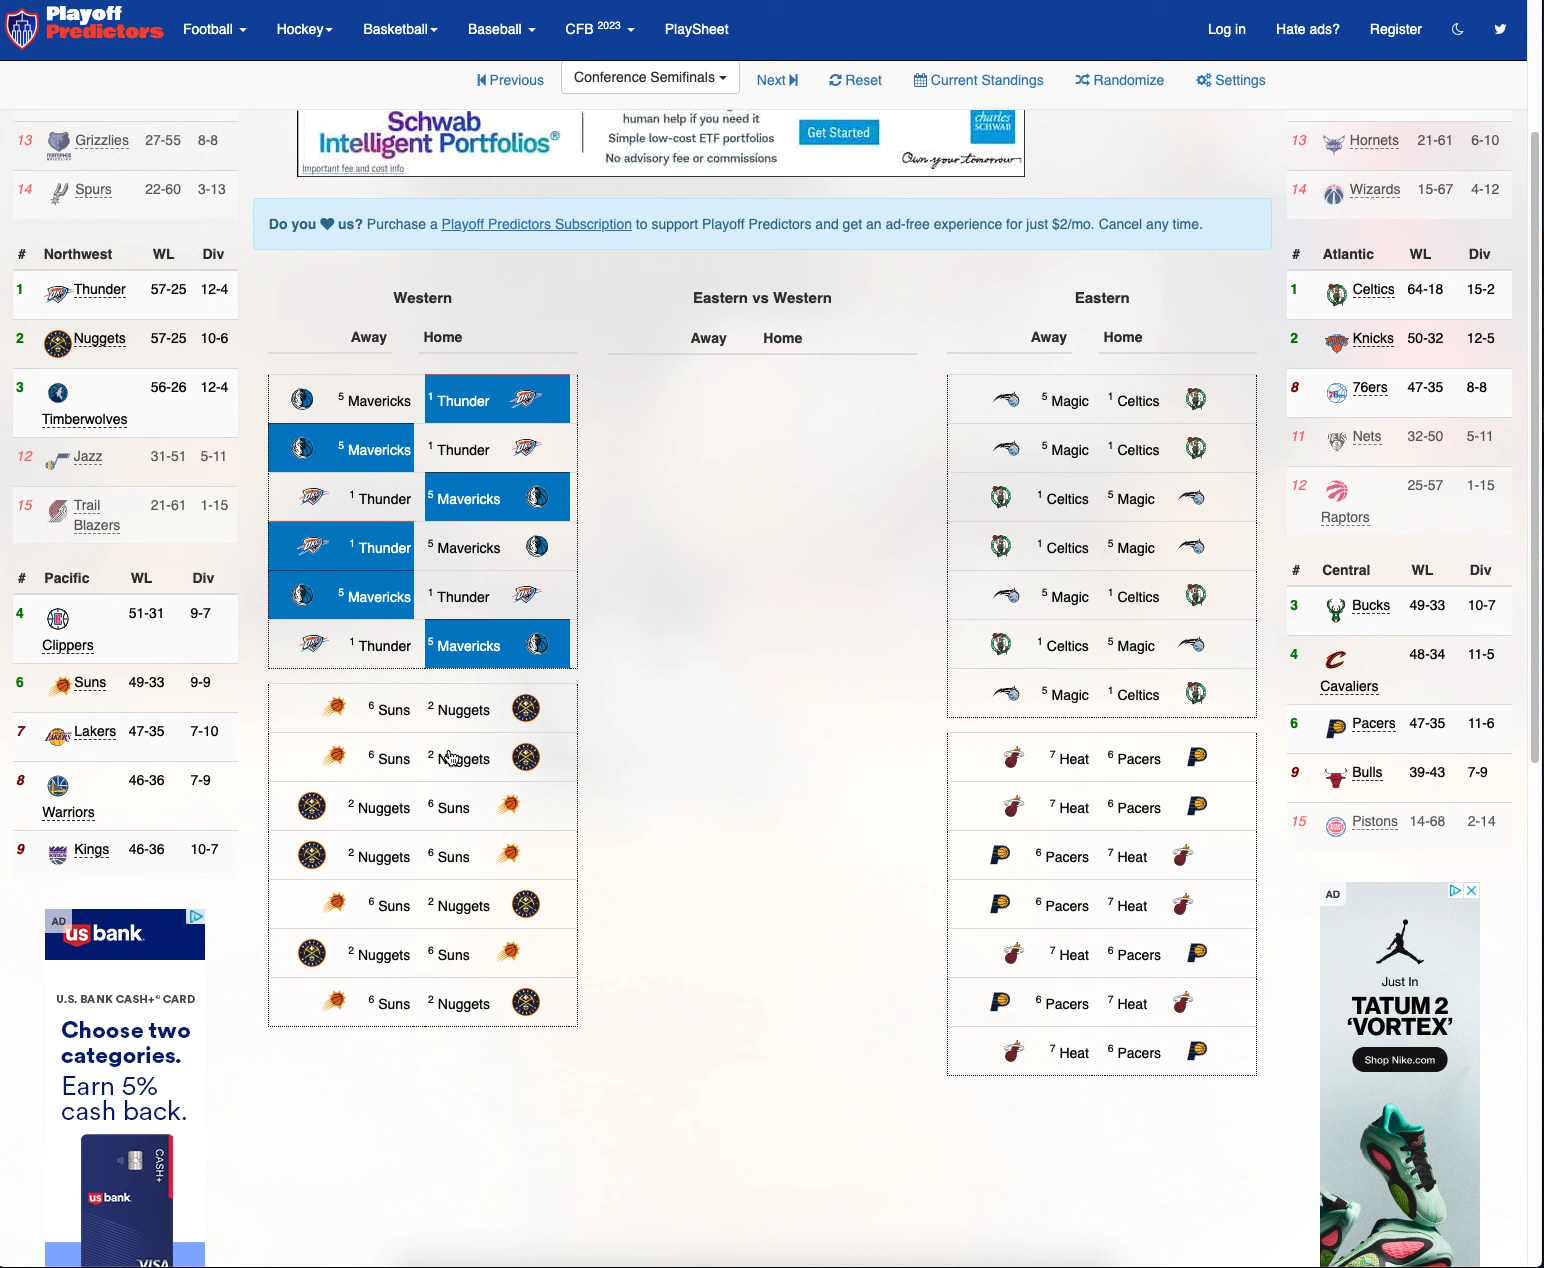 Playoff
Predictors
Football
Hockey
Basketball
Baseball
CFB 2023
PlaySheet
Log in
Hate ads?
Register
Previous
Conference Semifinals
Next
Reset
Current Standings
Randomize
Settings
13 Grizzlies 27-55 8-8
14 Spurs 22-60 3-13
# Northwest WL Div
1 Thunder 57-25 12-4
2 Nuggets 57-25 10-6
3 Timberwolves 56-26 12-4
12 Jazz 31-51 5-11
15 Trail Blazers 21-61 1-15
# Pacific WL Div
4 Clippers 51-31 9-7
6 Suns 49-33 9-9
7 Lakers 47-35 7-10
8 Warriors 46-36 7-9
9 Kings 46-36 10-7
AD
usbank
U.S. BANK CASH+® CARD
Choose two
categories.
Earn 5%
cash back.
CASH+
usbank
VISA
Schwab
Intelligent Portfolios®
Important fee and cost info
human help if you need it
Simple low-cost ETF portfolios
No advisory fee or commissions
Get Started
charles
SCHWAB
Own your tomorrow
Do you us? Purchase a Playoff Predictors Subscription to support Playoff Predictors and get an ad-free experience for just $2/mo. Cancel any time.
Western
Away Home
5 Mavericks 1 Thunder
5 Mavericks 1 Thunder
1 Thunder 5 Mavericks
1 Thunder 5 Mavericks
5 Mavericks 1 Thunder
1 Thunder 5 Mavericks
6 Suns 2 Nuggets
6 Suns 2 Nuggets
2 Nuggets 6 Suns
2 Nuggets 6 Suns
6 Suns 2 Nuggets
2 Nuggets 6 Suns
6 Suns 2 Nuggets
Eastern vs Western
Away Home
Eastern
Away Home
5 Magic 1 Celtics
5 Magic 1 Celtics
1 Celtics 5 Magic
1 Celtics 5 Magic
5 Magic 1 Celtics
1 Celtics 5 Magic
5 Magic 1 Celtics
7 Heat 6 Pacers
7 Heat 6 Pacers
6 Pacers 7 Heat
6 Pacers 7 Heat
7 Heat 6 Pacers
6 Pacers 7 Heat
7 Heat 6 Pacers
13 Hornets 21-61 6-10
14 Wizards 15-67 4-12
# Atlantic WL Div
1 Celtics 64-18 15-2
2 Knicks 50-32 12-5
8 76ers 47-35 8-8
11 Nets 32-50 5-11
12 Raptors 25-57 1-15
# Central WL Div
3 Bucks 49-33 10-7
4 Cavaliers 48-34 11-5
6 Pacers 47-35 11-6
9 Bulls 39-43 7-9
15 Pistons 14-68 2-14
AD
Just In
TATUM 2
‘VORTEX’
Shop Nike.com